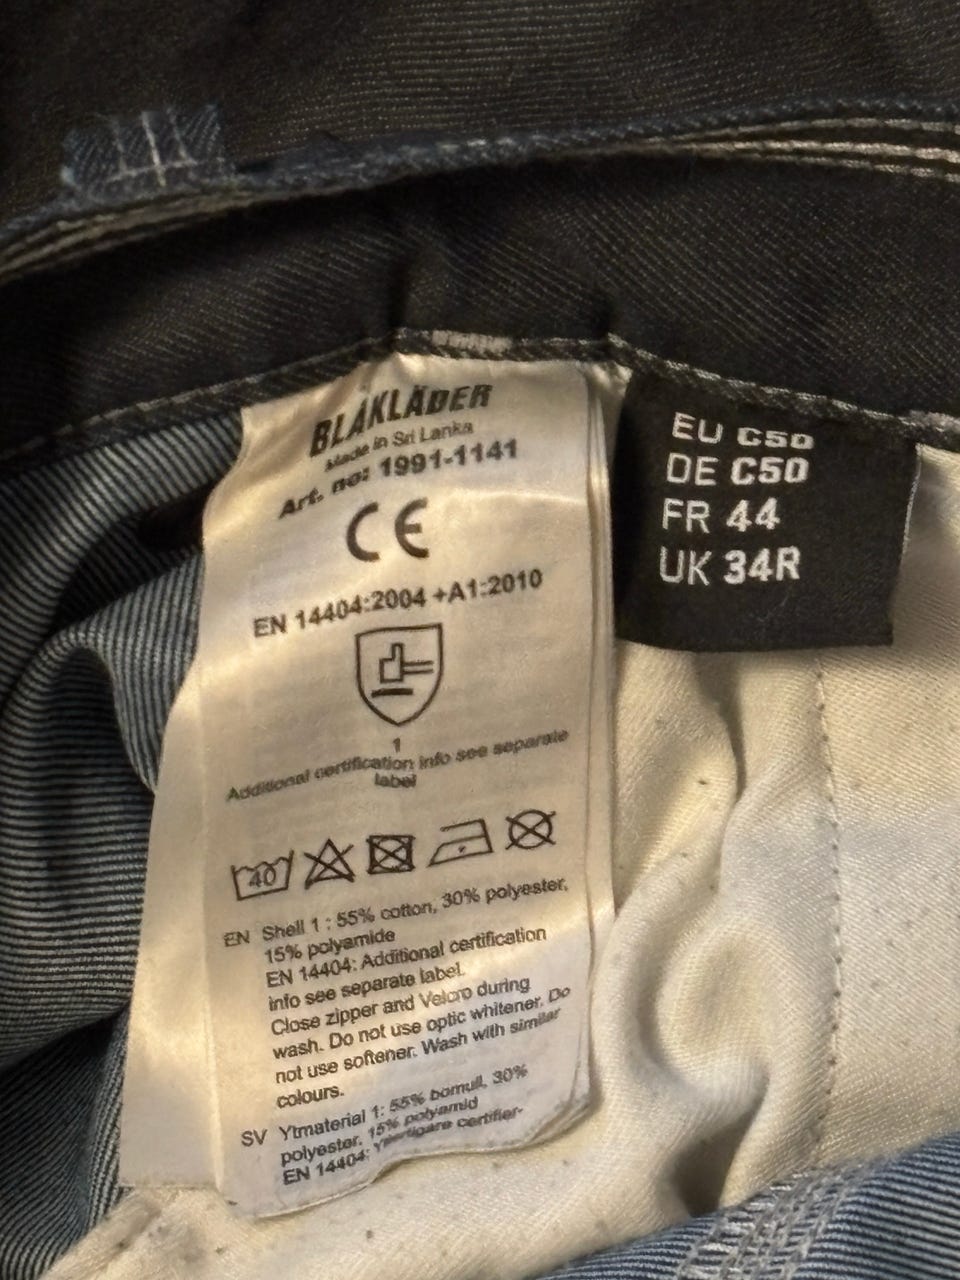 BLÅKLÄDER
Made in Sri Lanka
Art. no: 1991-1141
CE
EN 14404:2004 +A1:2010
1
Additional certification info see separate
label
40
EN Shell 1 : 55% cotton, 30% polyester,
15% polyamide
EN 14404: Additional certification
info see separate label.
Close zipper and Velcro during
wash. Do not use optic whitener. Do
not use softener. Wash with similar
colours.
SV Ytmaterial 1: 55% bomull, 30%
polyester, 15% polyamid
EN 14404: Ytterligare certifier-
EU C50
DE C50
FR 44
UK 34R